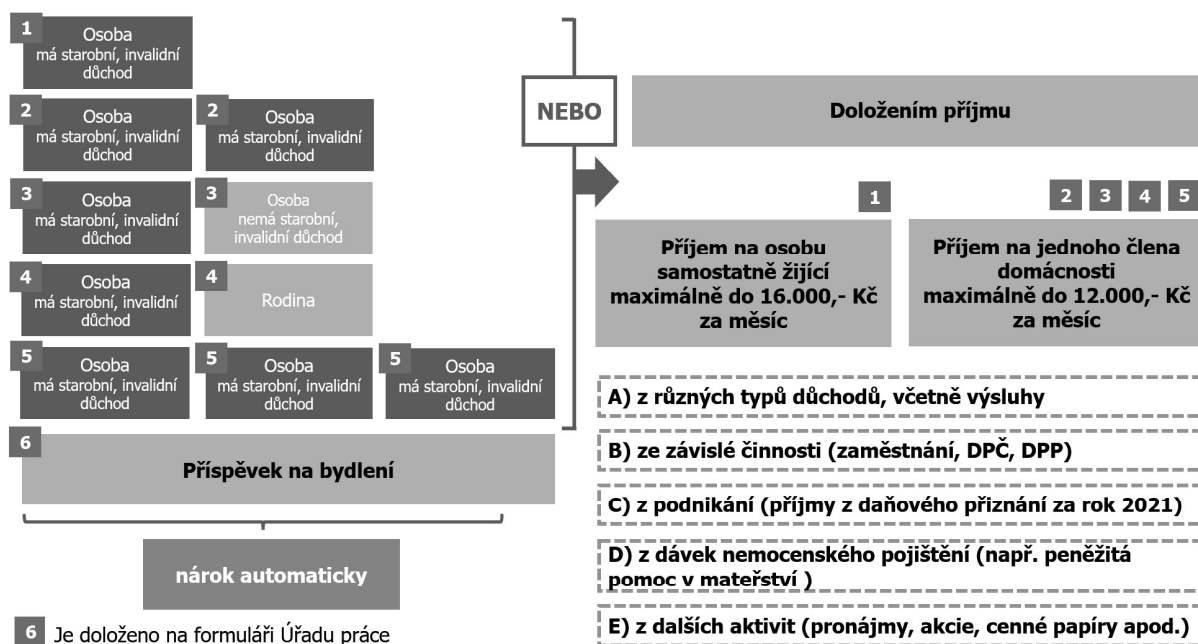 1
Osoba
má starobní, invalidní
důchod
2
Osoba
má starobní, invalidní
důchod
2
Osoba
má starobní, invalidní
důchod
3
Osoba
má starobní, invalidní
důchod
3
Osoba
nemá starobní,
invalidní důchod
4
Osoba
má starobní, invalidní
důchod
4
Rodina
5
Osoba
má starobní, invalidní
důchod
5
Osoba
má starobní, invalidní
důchod
5
Osoba
má starobní, invalidní
důchod
6
Příspěvek na bydlení
nárok automaticky
6 Je doloženo na formuláři Úřadu práce
NEBO
Doložením příjmu
1
Příjem na osobu
samostatně žijící
maximálně do 16.000,- Kč
za měsíc
2 3 4 5
Příjem na jednoho člena
domácnosti
maximálně do 12.000,- Kč
za měsíc
A) z různých typů důchodů, včetně výsluhy
B) ze závislé činnosti (zaměstnání, DPČ, DPP)
C) z podnikání (příjmy z daňového přiznání za rok 2021)
D) z dávek nemocenského pojištění (např. peněžitá
pomoc v mateřství )
E) z dalších aktivit (pronájmy, akcie, cenné papíry apod.)